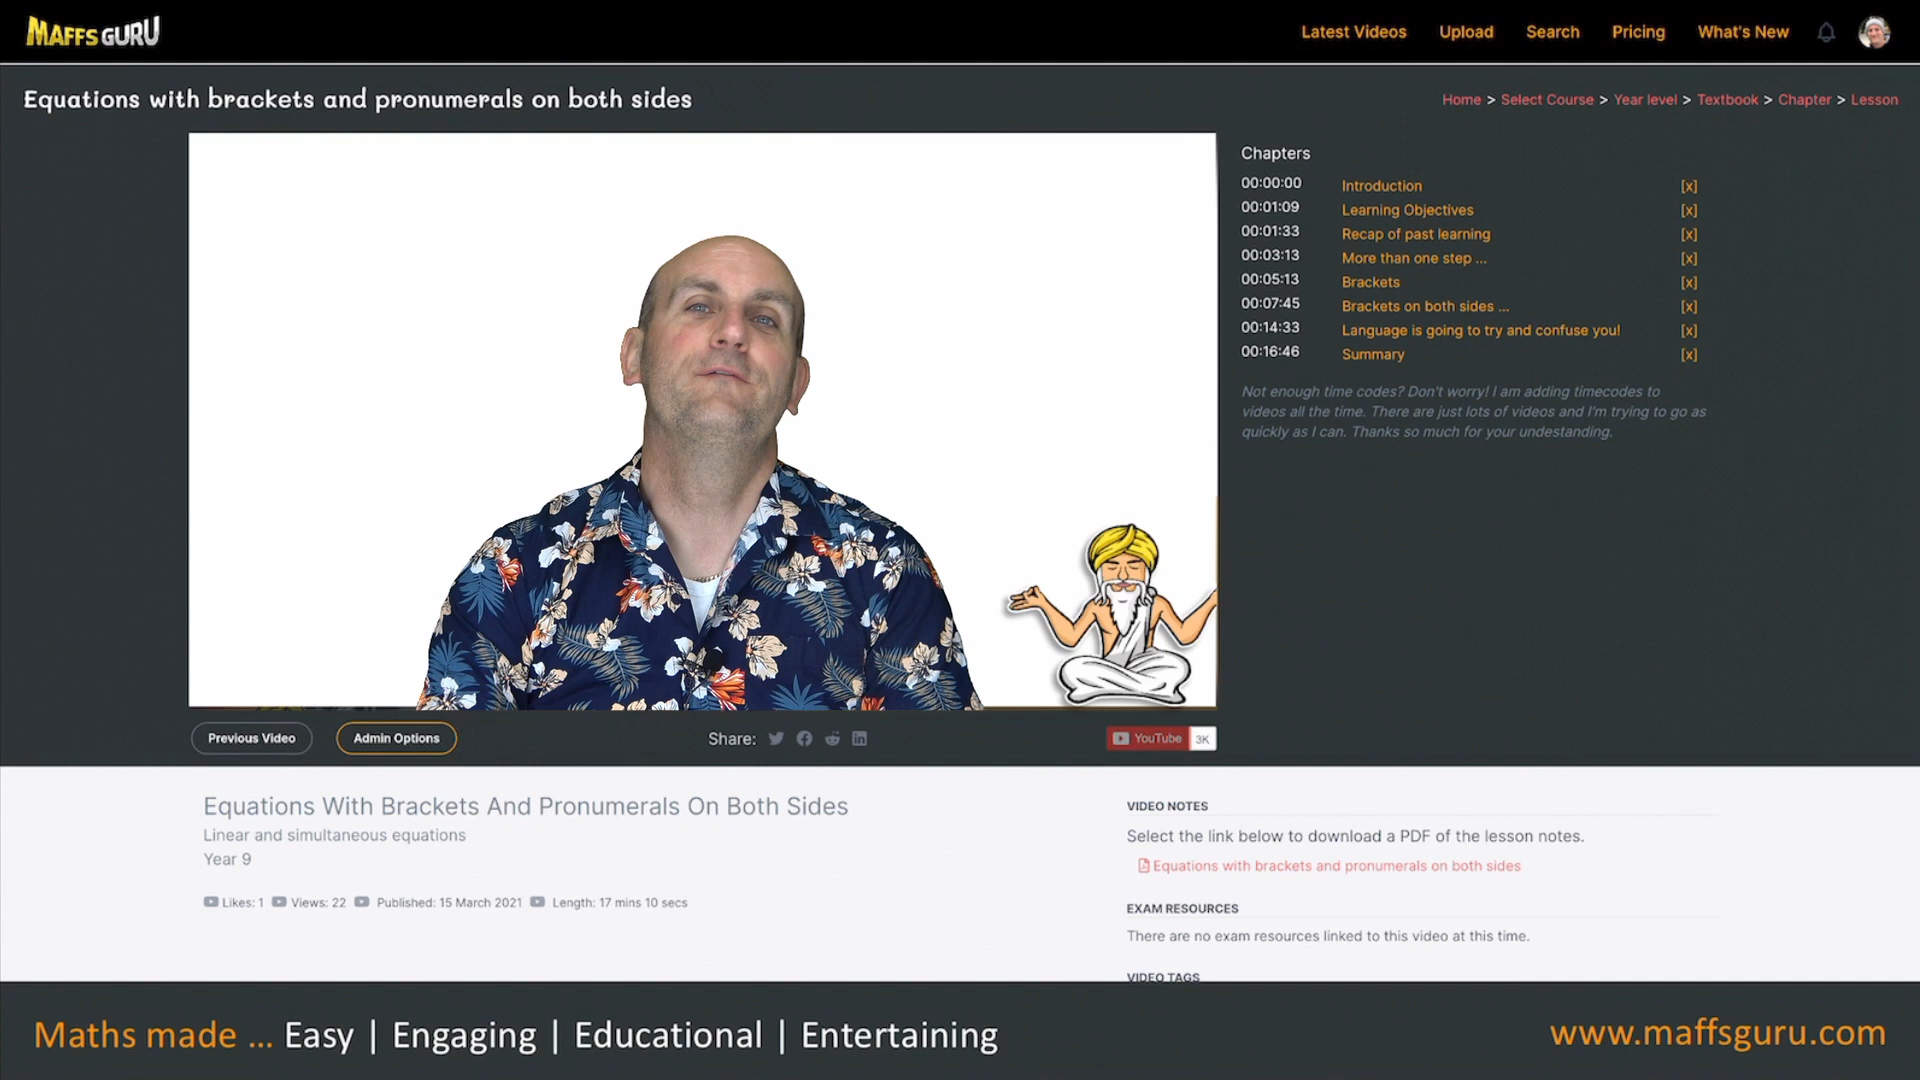 MAFFSGURU
Latest Videos
Upload
Search
Pricing
What's New
Equations with brackets and pronumerals on both sides
Home > Select Course > Year level > Textbook > Chapter > Lesson
Chapters
00:00:00 Introduction [x]
00:01:09 Learning Objectives [x]
00:01:33 Recap of past learning [x]
00:03:13 More than one step ... [x]
00:05:13 Brackets [x]
00:07:45 Brackets on both sides ... [x]
00:14:33 Language is going to try and confuse you! [x]
00:16:46 Summary [x]
Not enough time codes? Don't worry! I am adding timecodes to
videos all the time. There are just lots of videos and I'm trying to go as
quickly as I can. Thanks so much for your undestanding.
Previous Video
Admin Options
Share:
YouTube 3K
Equations With Brackets And Pronumerals On Both Sides
Linear and simultaneous equations
Year 9
Likes: 1 Views: 22 Published: 15 March 2021 Length: 17 mins 10 secs
VIDEO NOTES
Select the link below to download a PDF of the lesson notes.
Equations with brackets and pronumerals on both sides
EXAM RESOURCES
There are no exam resources linked to this video at this time.
VIDEO TAGS
Maths made ... Easy | Engaging | Educational | Entertaining
www.maffsguru.com